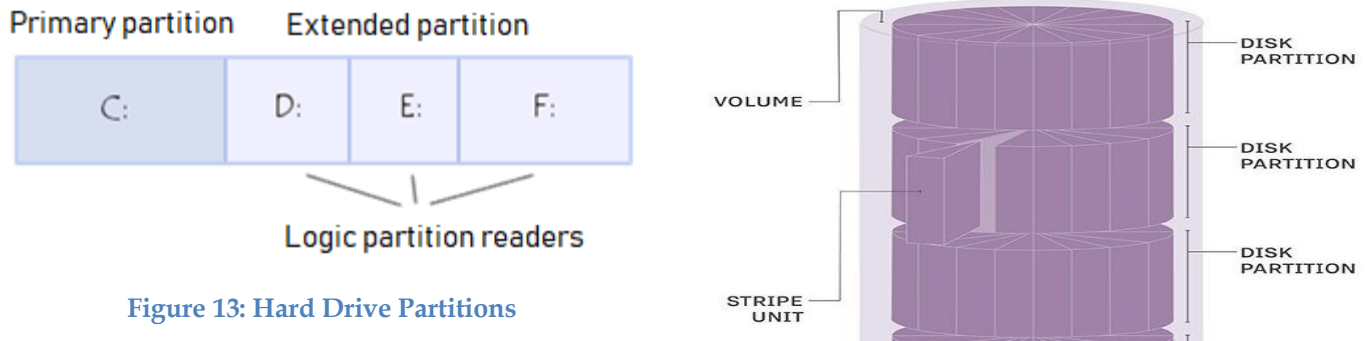 Primary partition Extended partition
C: D: E: F:
Logic partition readers
Figure 13: Hard Drive Partitions
VOLUME
STRIPE
UNIT
DISK
PARTITION
DISK
PARTITION
DISK
PARTITION